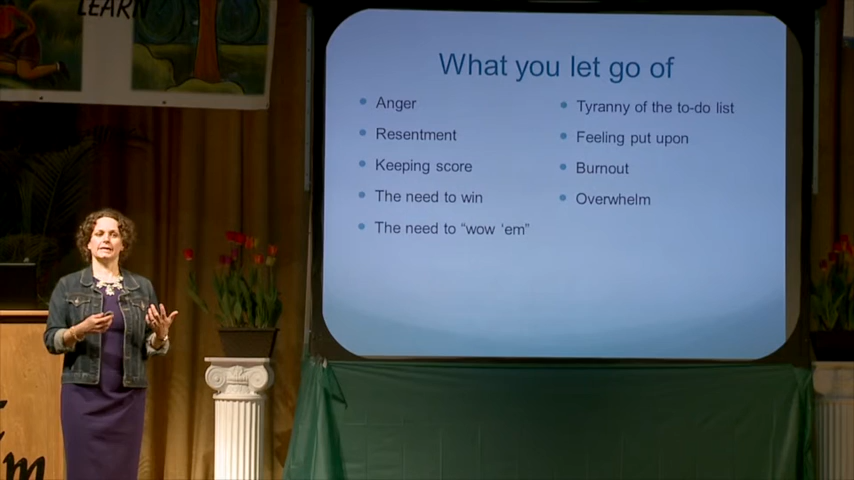 LEARN
What you let go of
Anger
Resentment
Keeping score
The need to win
The need to “wow ’em”
Tyranny of the to-do list
Feeling put upon
Burnout
Overwhelm